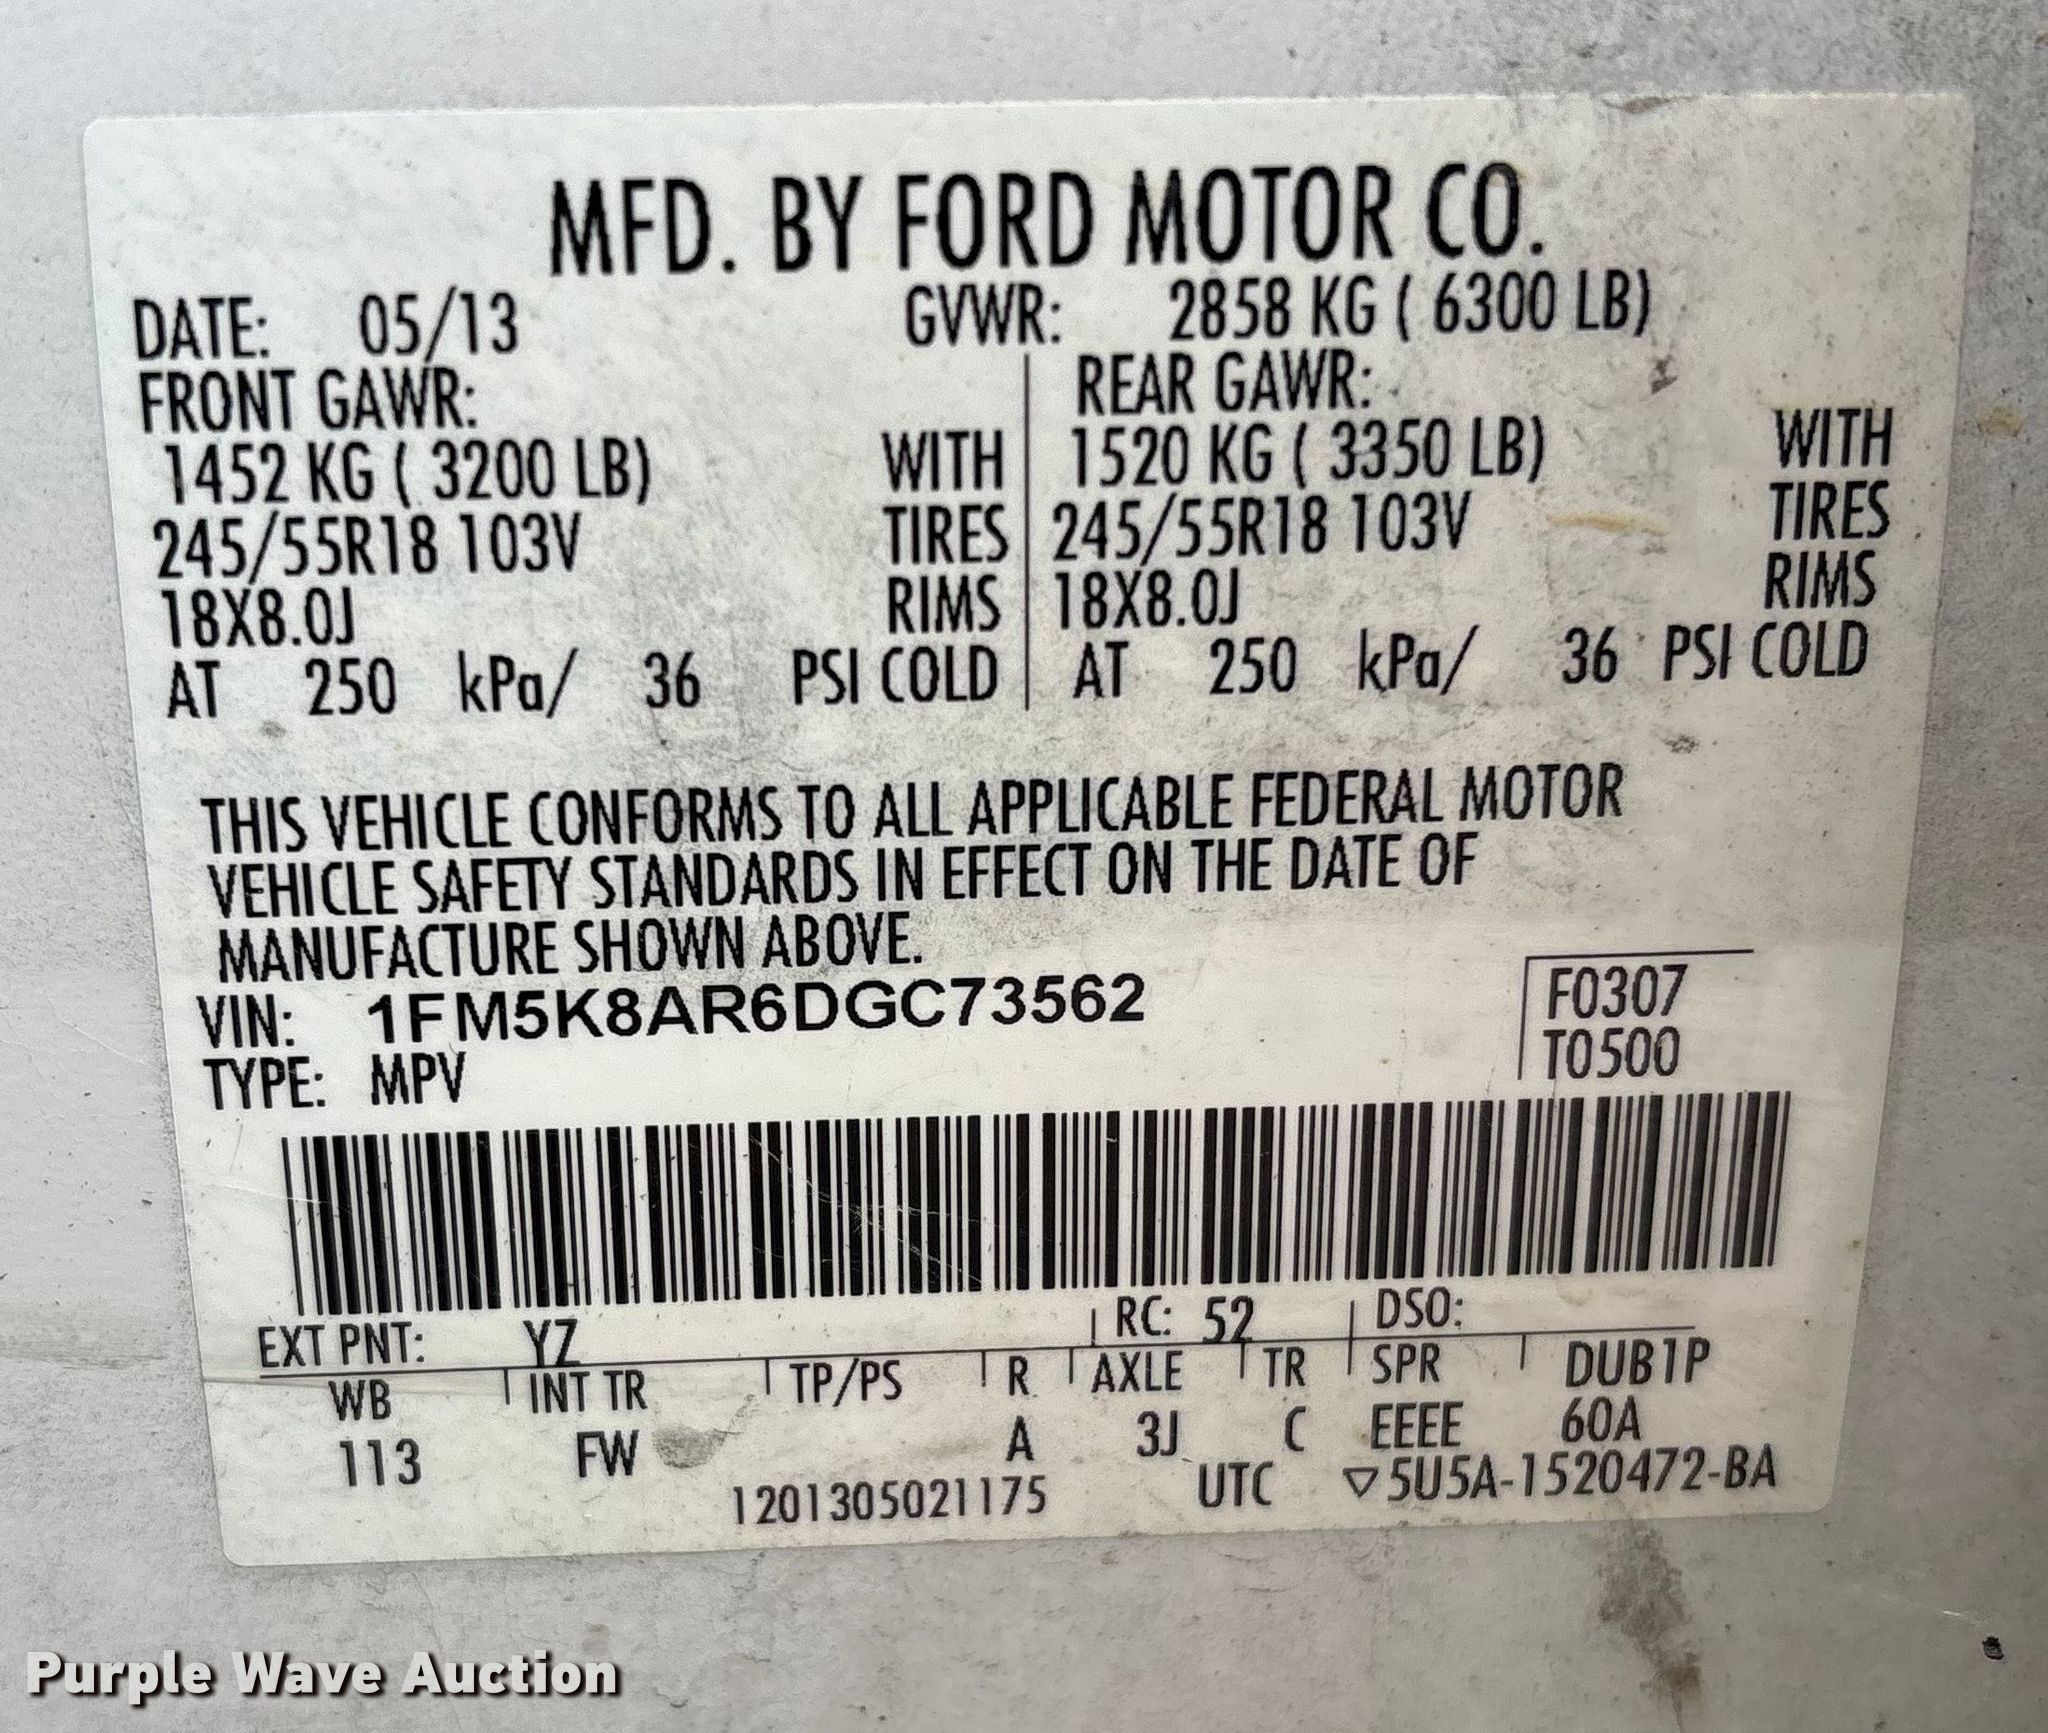 MFD. BY FORD MOTOR CO.
DATE: 05/13 GVWR: 2858 KG ( 6300 LB)
FRONT GAWR: REAR GAWR:
1452 KG ( 3200 LB) WITH 1520 KG ( 3350 LB) WITH
245/55R18 103V TIRES 245/55R18 103V TIRES
18X8.0J RIMS 18X8.0J RIMS
AT 250 kPa/ 36 PSI COLD AT 250 kPa/ 36 PSI COLD
THIS VEHICLE CONFORMS TO ALL APPLICABLE FEDERAL MOTOR
VEHICLE SAFETY STANDARDS IN EFFECT ON THE DATE OF
MANUFACTURE SHOWN ABOVE.
VIN: 1FM5K8AR6DGC73562 F0307
TYPE: MPV T0500
EXT PNT: YZ RC: 52 DSO:
WB INT TR TP/PS R AXLE TR SPR DUB1P
113 FW A 3J C EEEE 60A
1201305021175 UTC ▽5U5A-1520472-BA
Purple Wave Auction